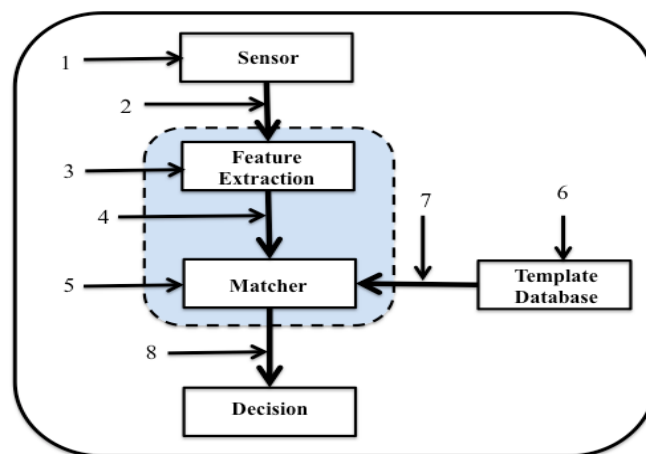 1
Sensor
2
3
Feature
Extraction
4
7
6
5
Matcher
Template
Database
8
Decision